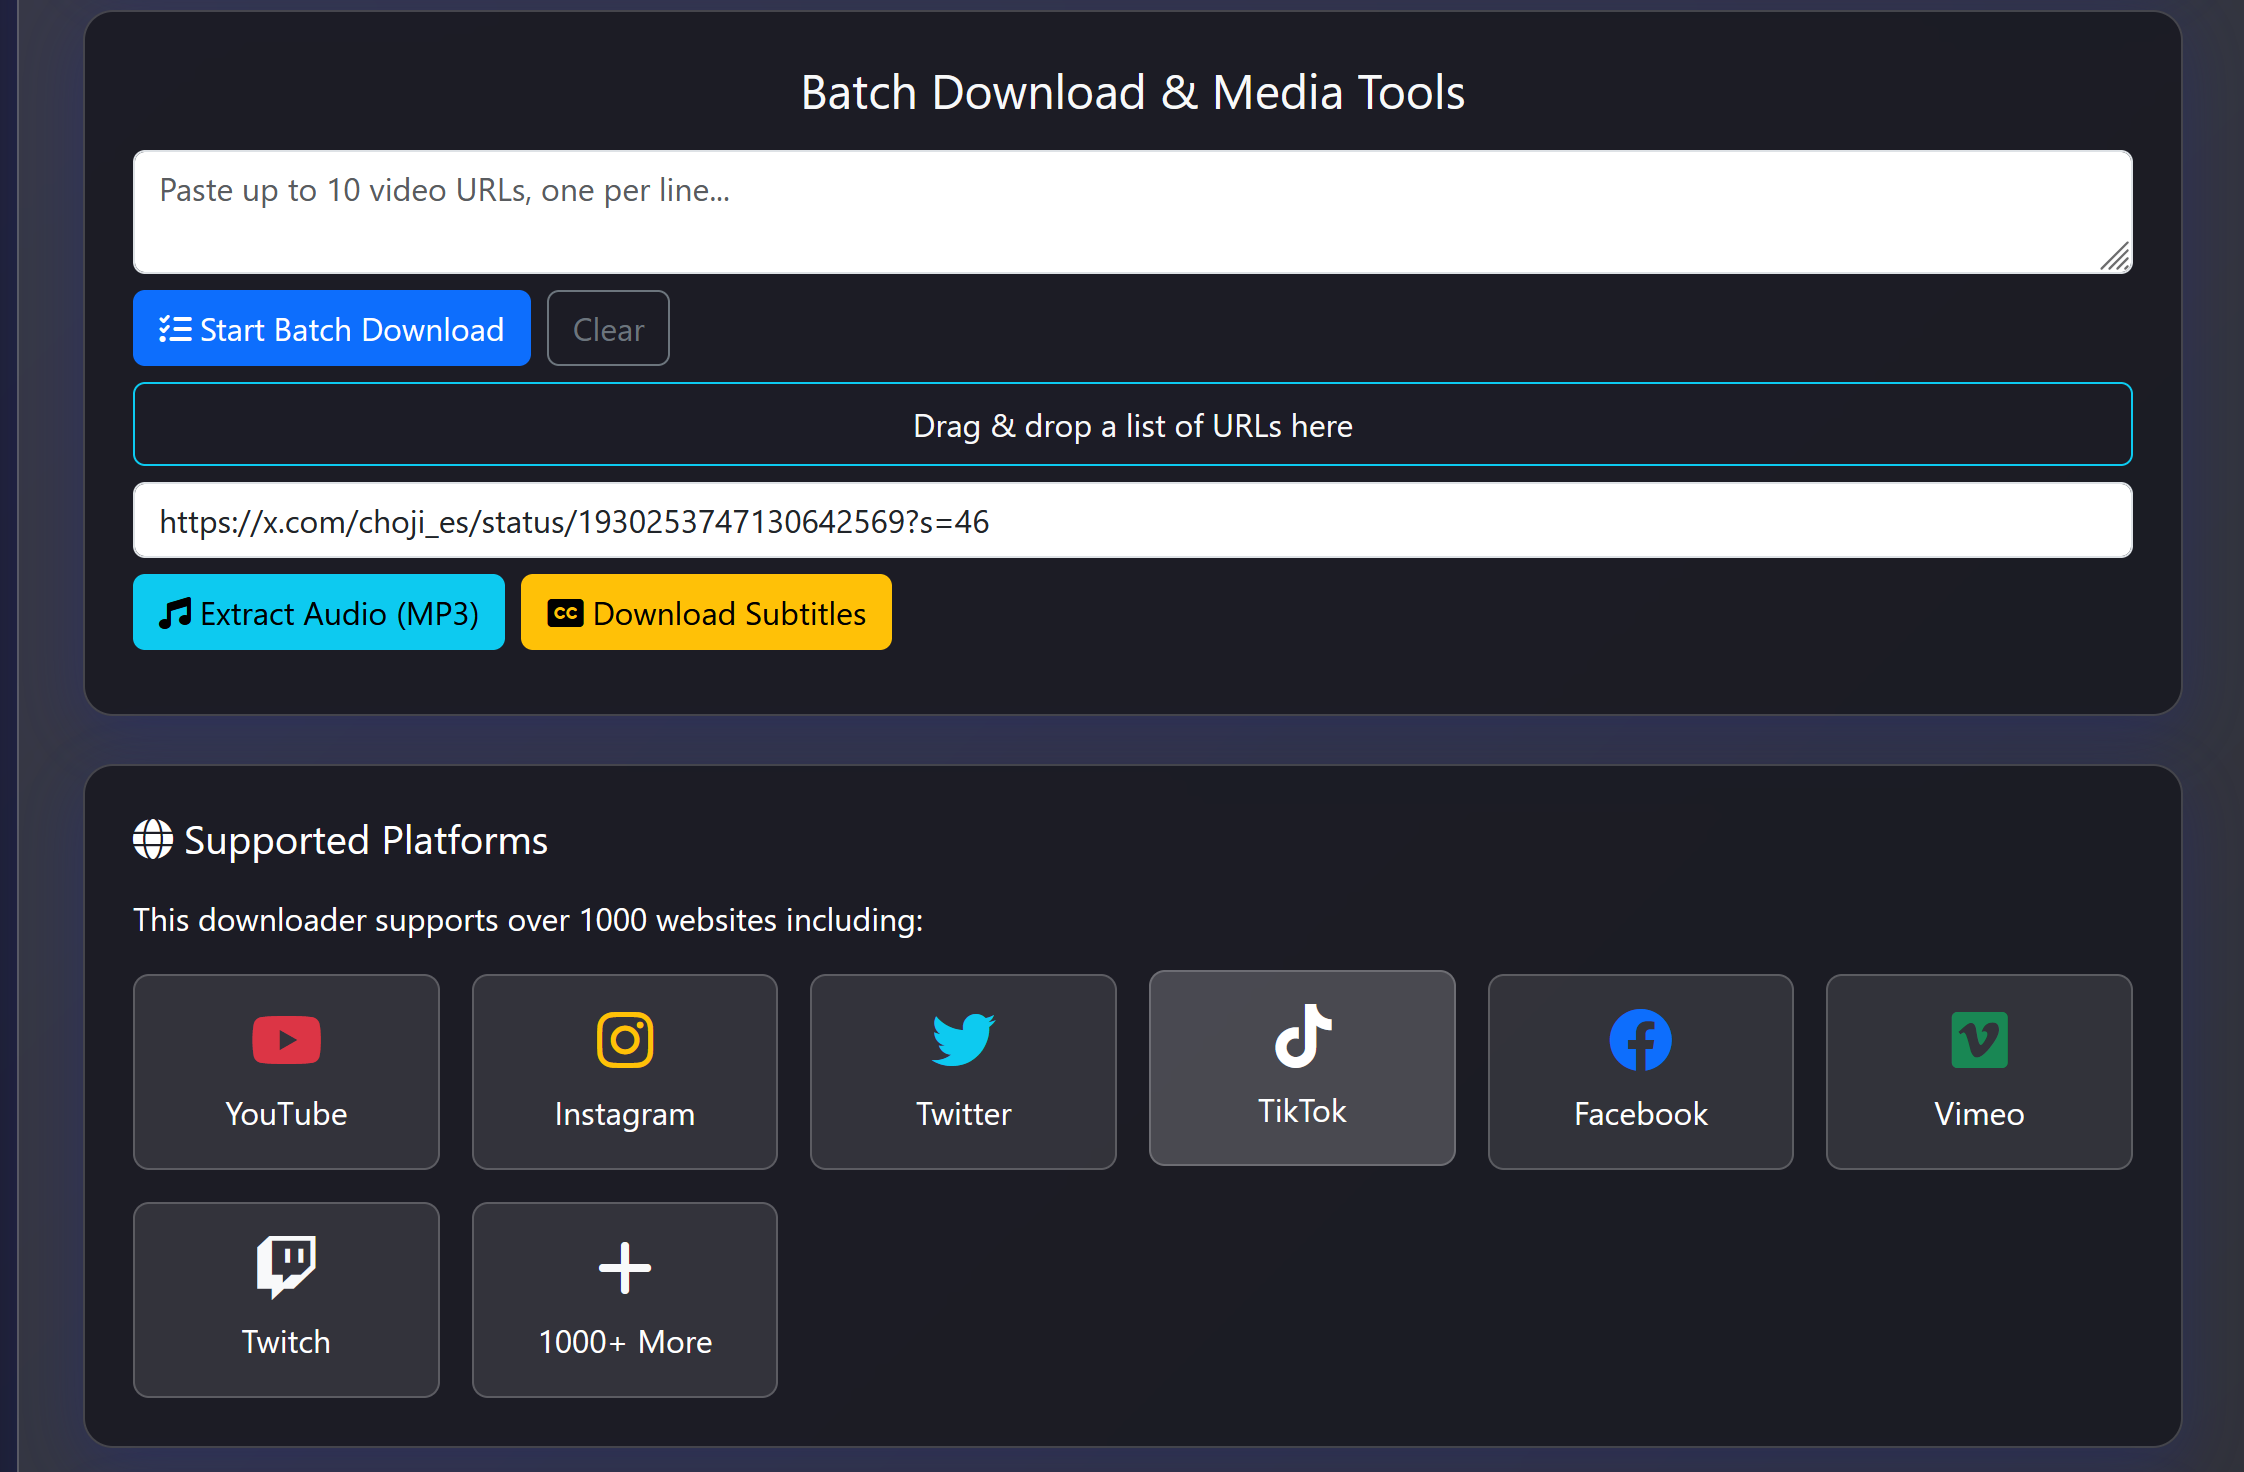 Batch Download & Media Tools
Paste up to 10 video URLs, one per line...
Start Batch Download
Clear
Drag & drop a list of URLs here
https://x.com/choji_es/status/1930253747130642569?s=46
Extract Audio (MP3)
CC Download Subtitles
Supported Platforms
This downloader supports over 1000 websites including:
YouTube
Instagram
Twitter
TikTok
Facebook
Vimeo
Twitch
1000+ More